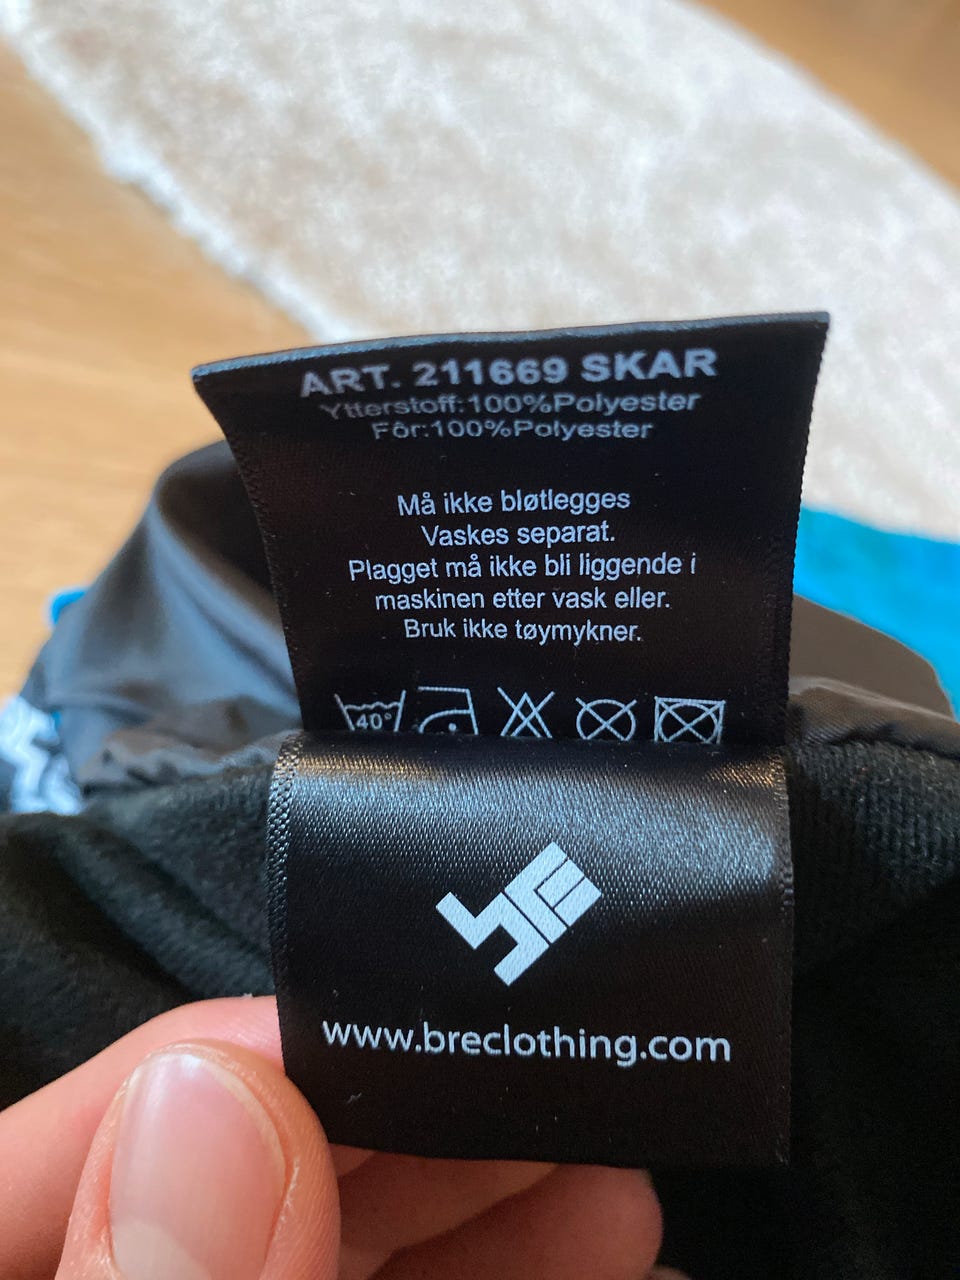 ART. 211669 SKAR
Ytterstoff:100%Polyester
Fôr:100%Polyester
Må ikke bløtlegges
Vaskes separat.
Plagget må ikke bli liggende i
maskinen etter vask eller.
Bruk ikke tøymykner.
40°
www.breclothing.com